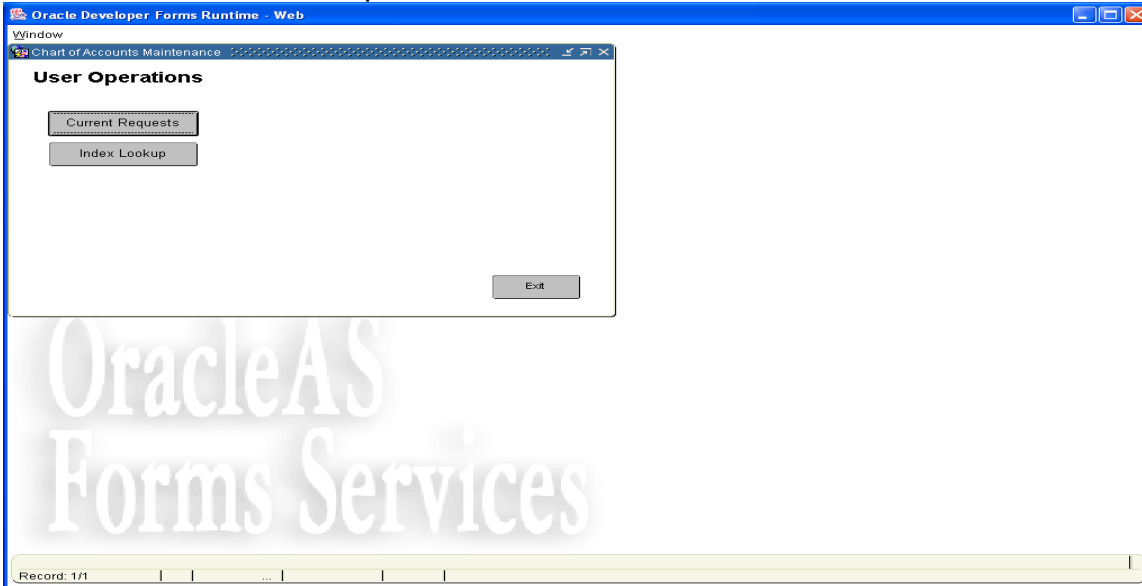 Oracle Developer Forms Runtime - Web
Window
Chart of Accounts Maintenance
User Operations
Current Requests
Index Lookup
Exit
OracleAS
Forms Services
Record: 1/1
...